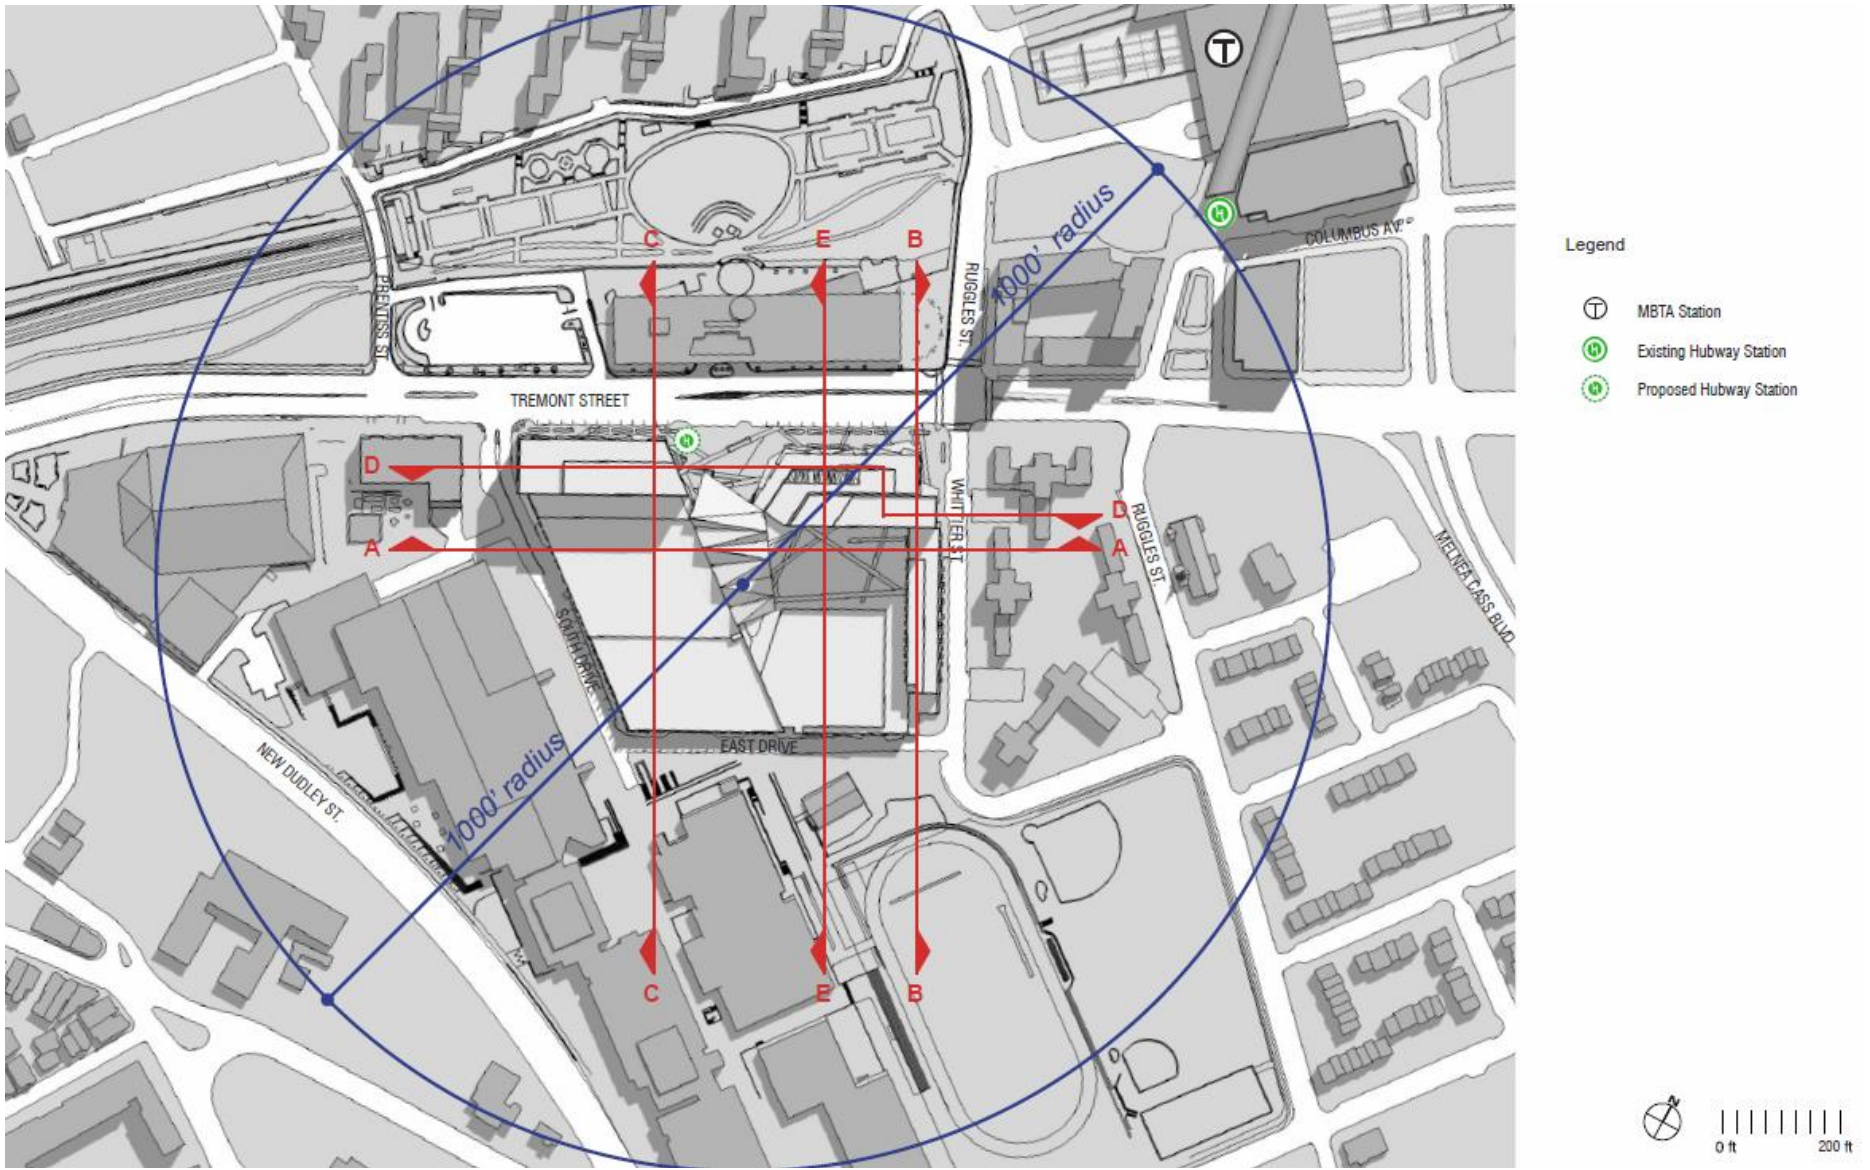 T
C
E
B
COLUMBUS AV.
PRENTISS ST.
RUGGLES ST.
1000' radius
TREMONT STREET
D
D
A
A
WHITTIER ST.
RUGGLES ST.
MELNEA CASS BLVD
SOUTH DRIVE
EAST DRIVE
NEW DUDLEY ST.
1000' radius
C
E
B
Legend
T MBTA Station
H Existing Hubway Station
H Proposed Hubway Station
N
0 ft 200 ft